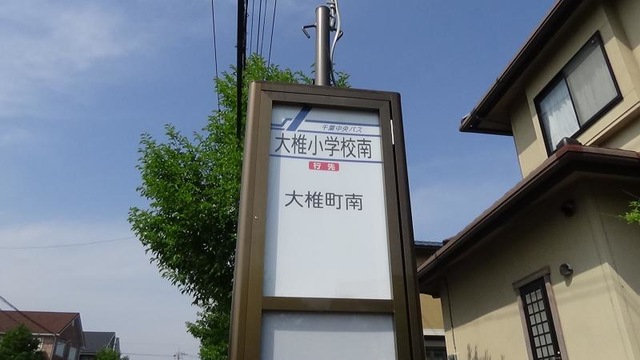 千葉中央バス
大椎小学校南
行先
大椎町南